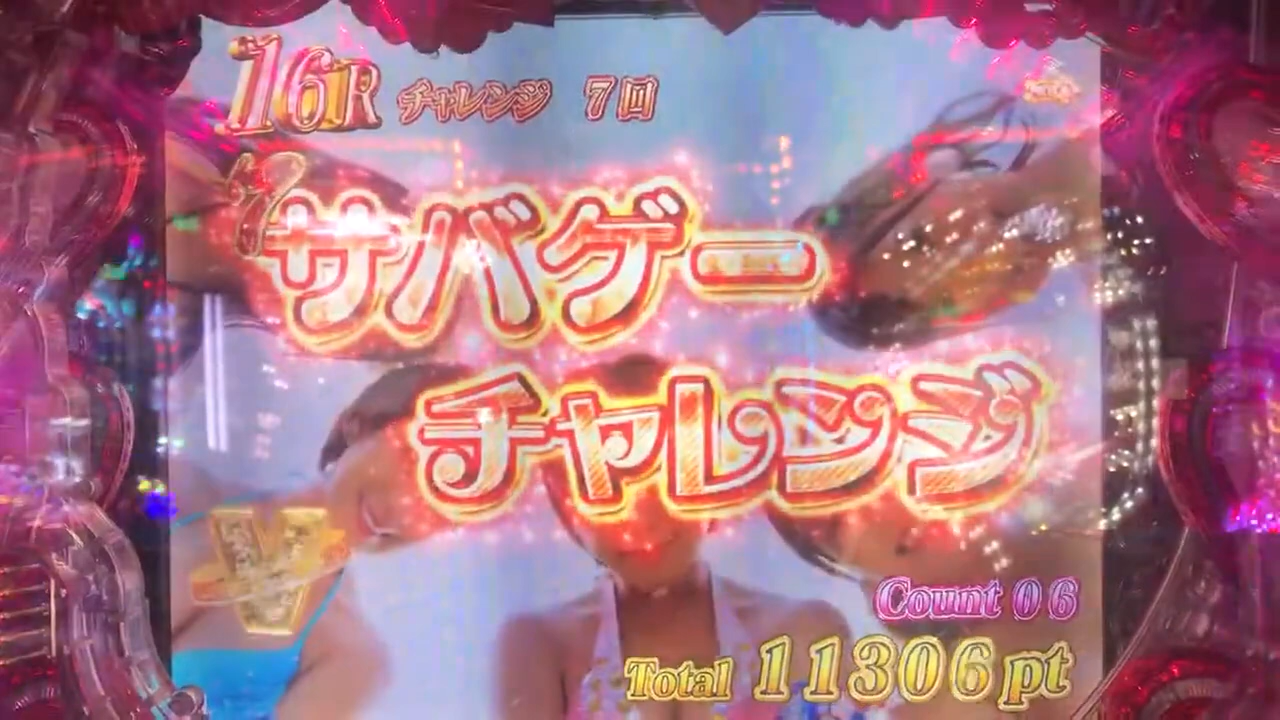 16R チャレンジ 7回
サバゲー
チャレンジ
V
Count 06
Total 11306pt